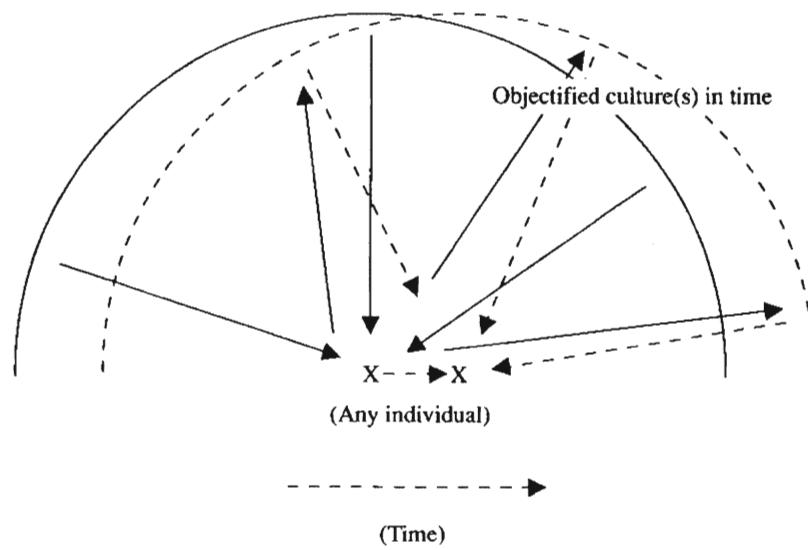 Objectified culture(s) in time
X X
(Any individual)
(Time)